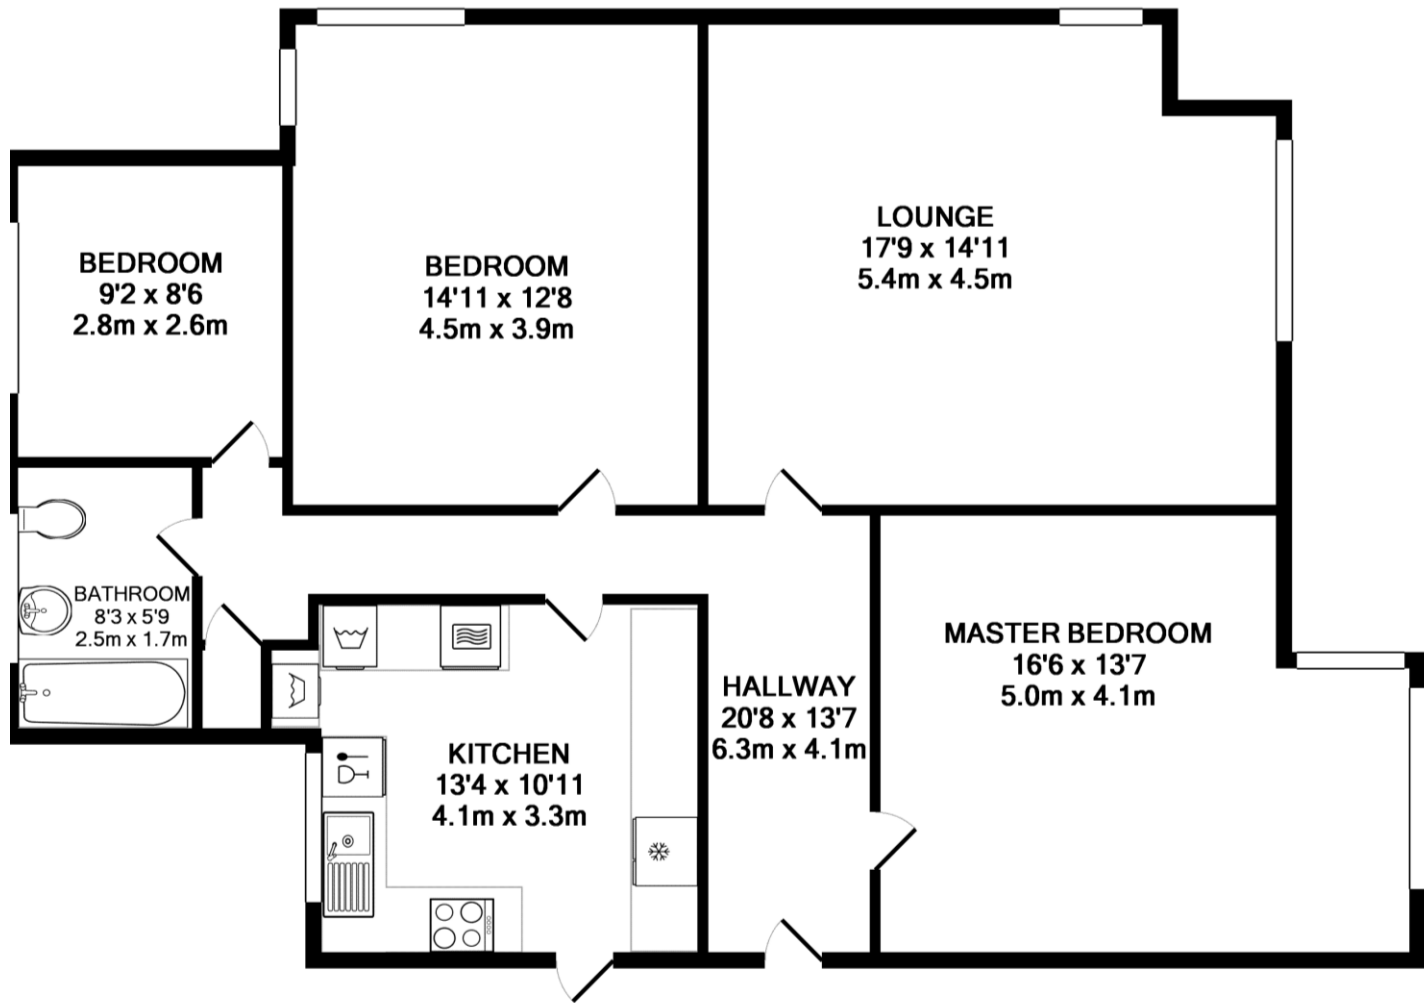 BEDROOM
9'2 x 8'6
2.8m x 2.6m
BEDROOM
14'11 x 12'8
4.5m x 3.9m
LOUNGE
17'9 x 14'11
5.4m x 4.5m
BATHROOM
8'3 x 5'9
2.5m x 1.7m
KITCHEN
13'4 x 10'11
4.1m x 3.3m
HALLWAY
20'8 x 13'7
6.3m x 4.1m
MASTER BEDROOM
16'6 x 13'7
5.0m x 4.1m